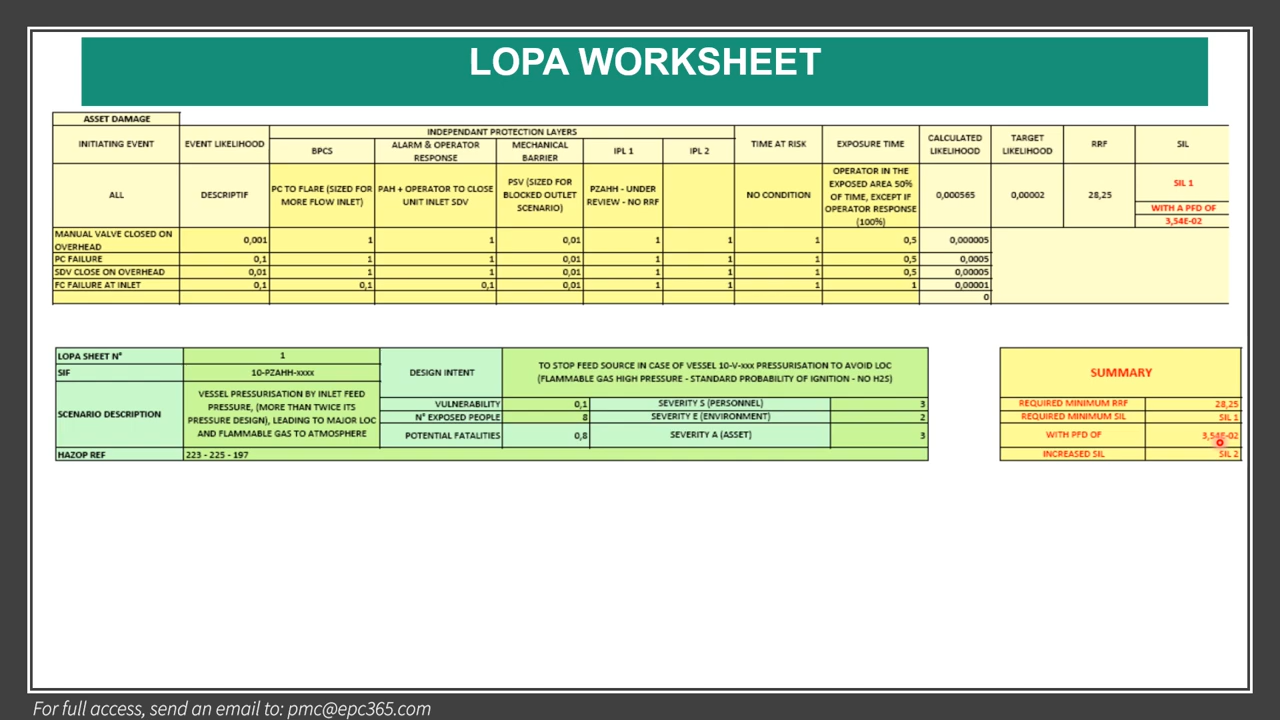 LOPA WORKSHEET
ASSET DAMAGE
INITIATING EVENT EVENT LIKELIHOOD INDEPENDANT PROTECTION LAYERS TIME AT RISK EXPOSURE TIME CALCULATED LIKELIHOOD TARGET LIKELIHOOD RRF SIL
BPCS ALARM & OPERATOR RESPONSE MECHANICAL BARRIER IPL 1 IPL 2
ALL DESCRIPTIF PC TO FLARE (SIZED FOR MORE FLOW INLET) PAH + OPERATOR TO CLOSE UNIT INLET SDV PSV (SIZED FOR BLOCKED OUTLET SCENARIO) PZAHH - UNDER REVIEW - NO RRF NO CONDITION OPERATOR IN THE EXPOSED AREA 50% OF TIME, EXCEPT IF OPERATOR RESPONSE (100%) 0,000565 0,00002 28,25 SIL 1
WITH A PFD OF
3,54E-02
MANUAL VALVE CLOSED ON OVERHEAD 0,001 1 1 0,01 1 1 1 0,5 0,000005
PC FAILURE 0,1 1 1 0,01 1 1 1 0,5 0,0005
SDV CLOSE ON OVERHEAD 0,01 1 1 0,01 1 1 1 0,5 0,00005
FC FAILURE AT INLET 0,1 0,1 0,1 0,01 1 1 1 1 0,00001
0
LOPA SHEET N° 1
SIF 10-PZAHH-xxxx
SCENARIO DESCRIPTION VESSEL PRESSURISATION BY INLET FEED
PRESSURE, (MORE THAN TWICE ITS
PRESSURE DESIGN), LEADING TO MAJOR LOC
AND FLAMMABLE GAS TO ATMOSPHERE
HAZOP REF 223 - 225 - 197
DESIGN INTENT TO STOP FEED SOURCE IN CASE OF VESSEL 10-V-xxx PRESSURISATION TO AVOID LOC
(FLAMMABLE GAS HIGH PRESSURE - STANDARD PROBABILITY OF IGNITION - NO H2S)
VULNERABILITY 0,1 SEVERITY S (PERSONNEL) 3
N° EXPOSED PEOPLE 8 SEVERITY E (ENVIRONMENT) 2
POTENTIAL FATALITIES 0,8 SEVERITY A (ASSET) 3
SUMMARY
REQUIRED MINIMUM RRF 28,25
REQUIRED MINIMUM SIL SIL 1
WITH PFD OF 3,54E-02
INCREASED SIL SIL 2
For full access, send an email to: pmc@epc365.com